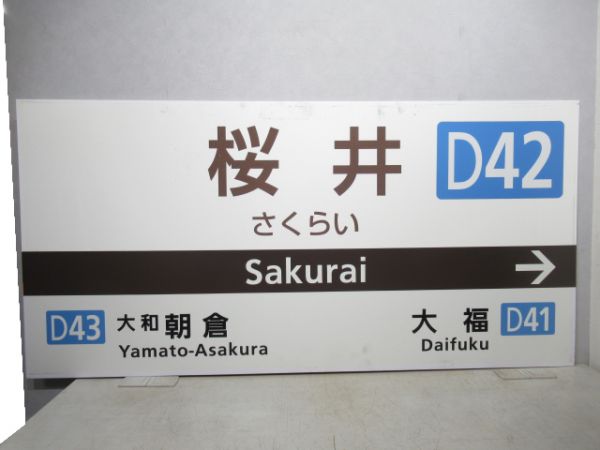 桜井 D42
さくらい
Sakurai →
D43 大和朝倉 大福 D41
Yamato-Asakura Daifuku